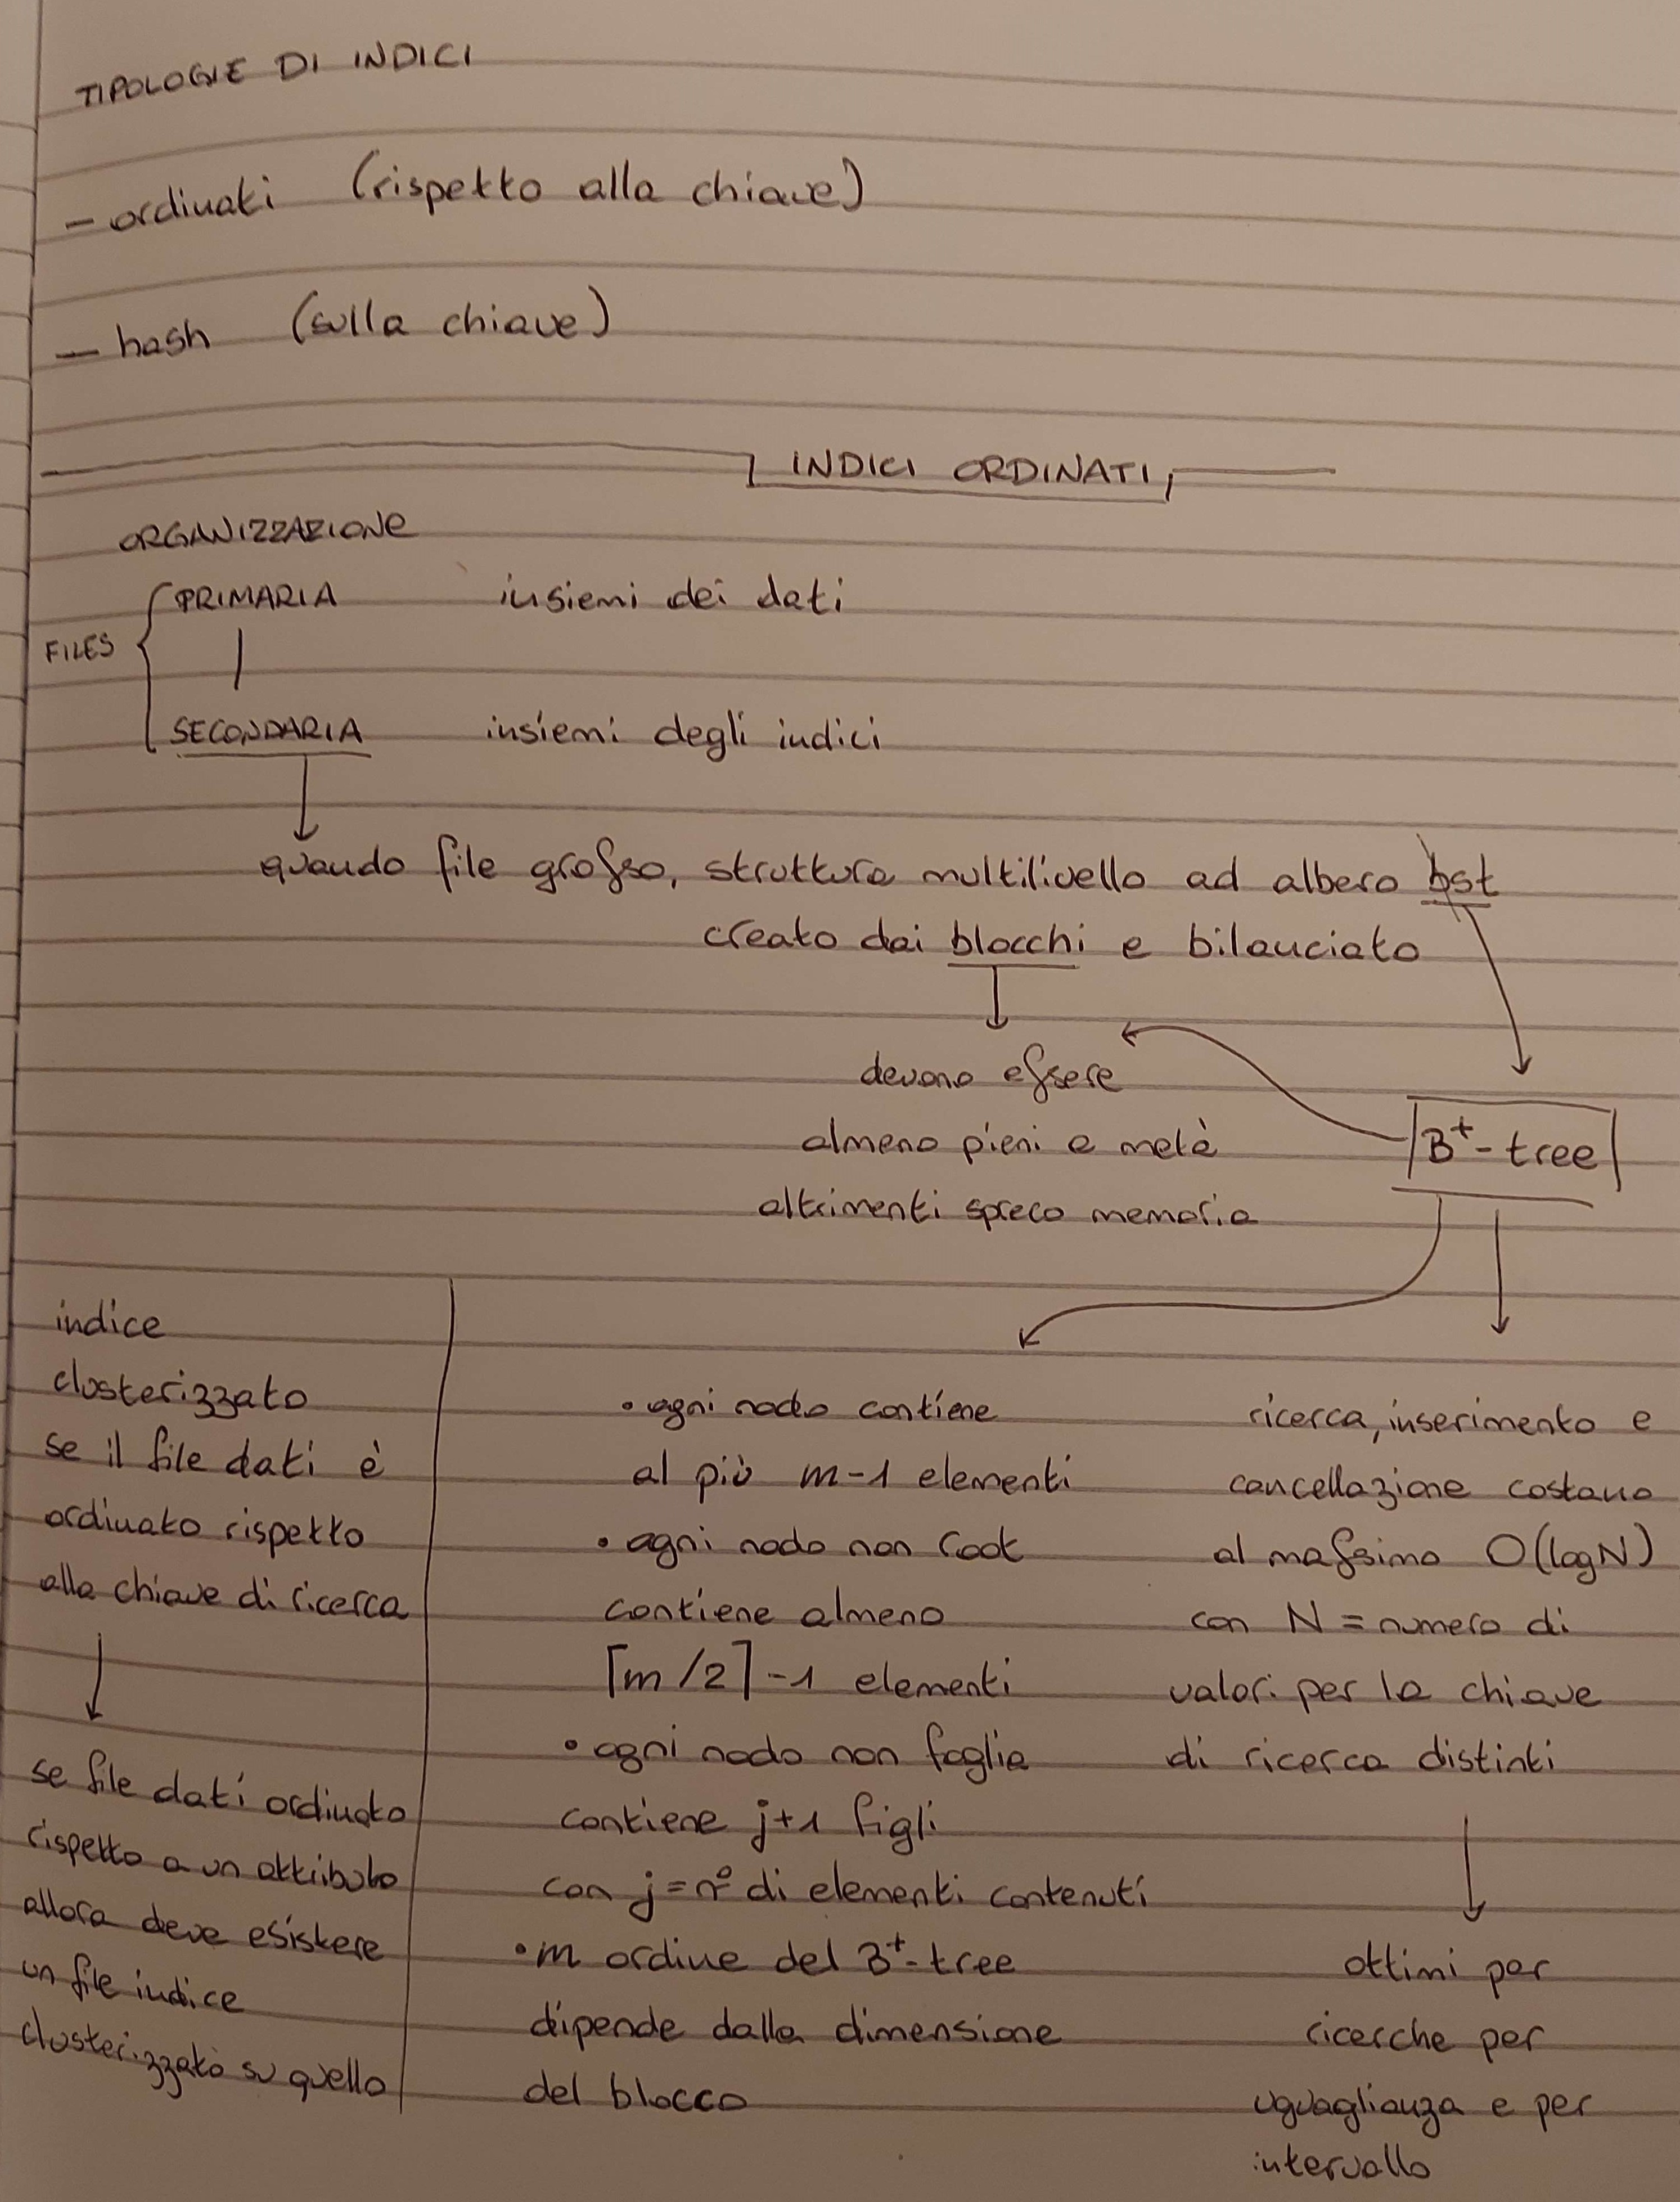 TIPOLOGIE DI INDICI
- ordinati (rispetto alla chiave)
- hash (sulla chiave)
INDICI ORDINATI
ORGANIZZAZIONE
FILES
PRIMARIA insiemi dei dati
SECONDARIA insiemi degli indici
quando file grosso, struttura multilivello ad albero bst
creato dai blocchi e bilanciato
devono essere
almeno pieni a metà
altrimenti spreco memoria
B+-tree
indice
clusterizzato
se il file dati è
ordinato rispetto
alla chiave di ricerca
se file dati ordinato
rispetto a un attributo
allora deve esistere
un file indice
clusterizzato su quello
• ogni nodo contiene
al più m-1 elementi
• ogni nodo non root
contiene almeno
⌈m/2⌉-1 elementi
• ogni nodo non foglia
contiene j+1 figli
con j = n° di elementi contenuti
• m ordine del B+-tree
dipende dalla dimensione
del blocco
ricerca, inserimento e
cancellazione costano
al massimo O(logN)
con N = numero di
valori per la chiave
di ricerca distinti
ottimi per
ricerche per
uguaglianza e per
intervallo